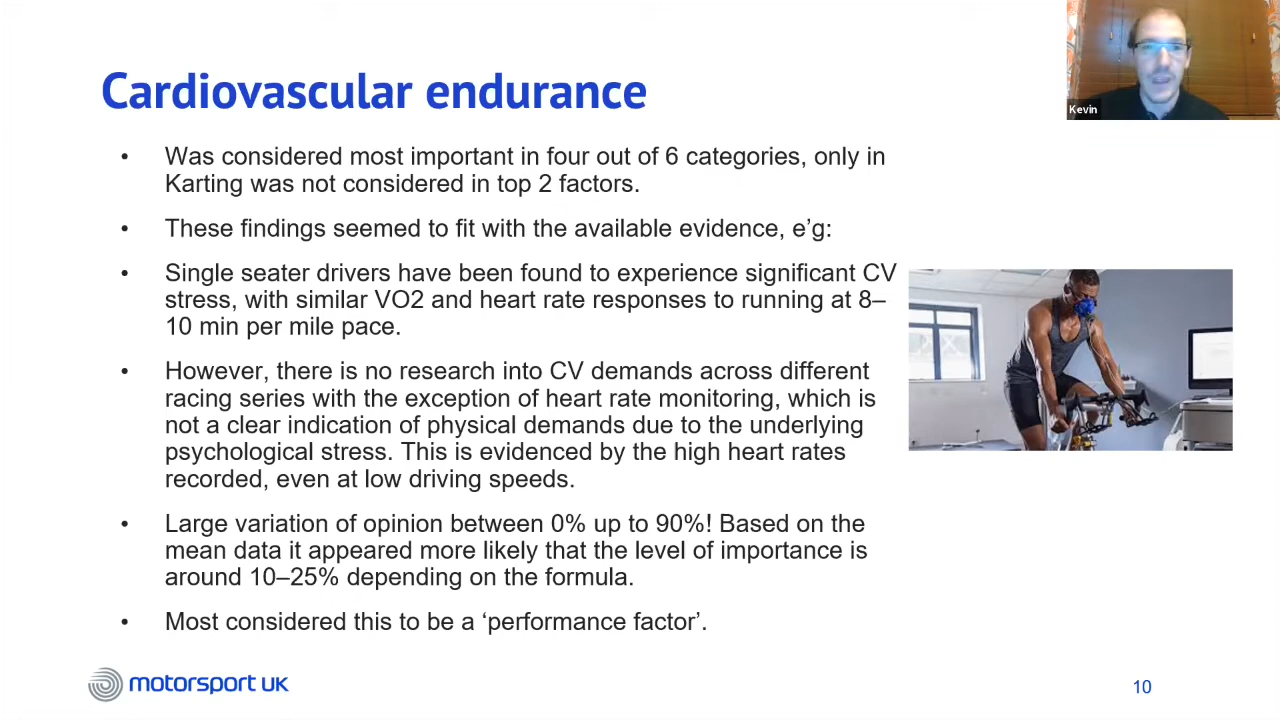 Cardiovascular endurance
Kevin
• Was considered most important in four out of 6 categories, only in
Karting was not considered in top 2 factors.
• These findings seemed to fit with the available evidence, e’g:
• Single seater drivers have been found to experience significant CV
stress, with similar VO2 and heart rate responses to running at 8–
10 min per mile pace.
• However, there is no research into CV demands across different
racing series with the exception of heart rate monitoring, which is
not a clear indication of physical demands due to the underlying
psychological stress. This is evidenced by the high heart rates
recorded, even at low driving speeds.
• Large variation of opinion between 0% up to 90%! Based on the
mean data it appeared more likely that the level of importance is
around 10–25% depending on the formula.
• Most considered this to be a ‘performance factor’.
motorsport UK
10